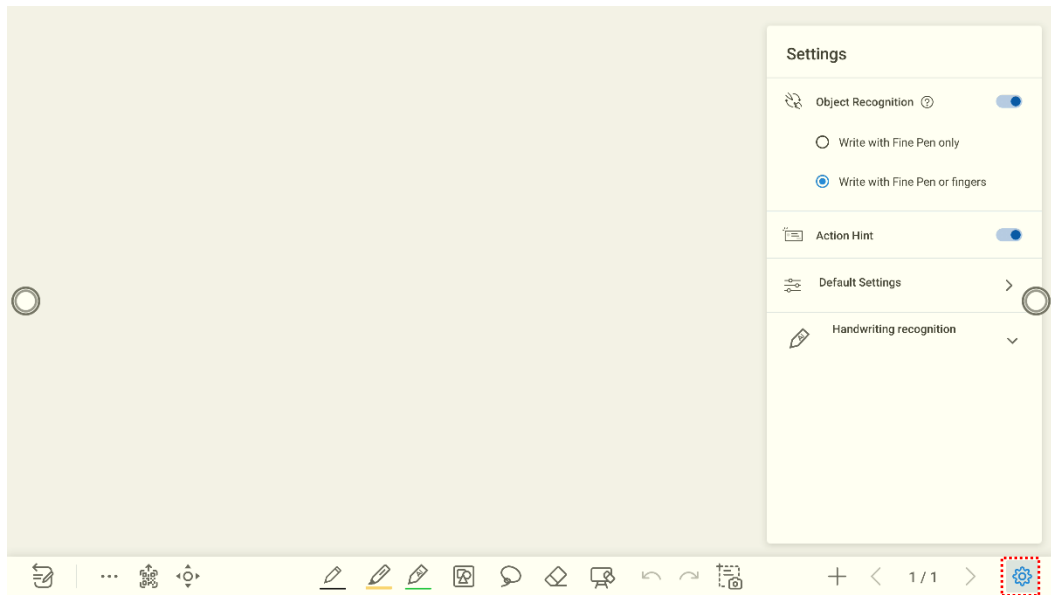 Settings
Object Recognition ?
Write with Fine Pen only
Write with Fine Pen or fingers
Action Hint
Default Settings
Handwriting recognition
1 / 1